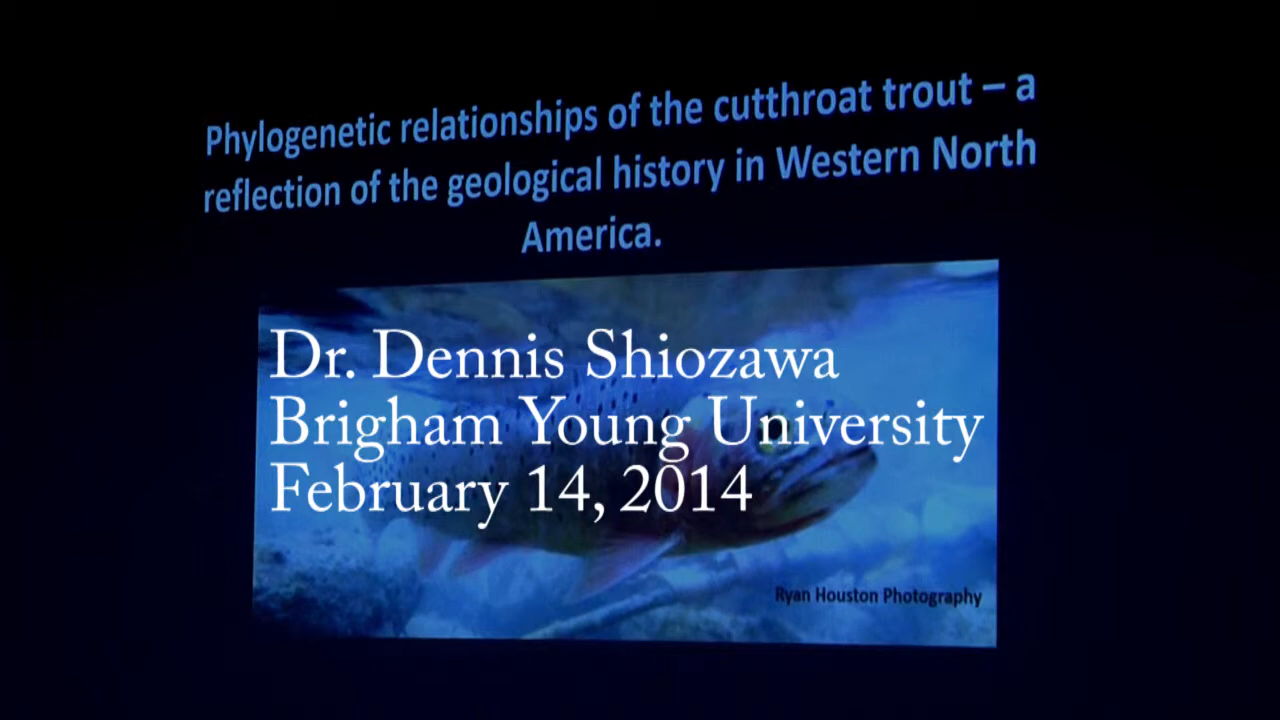 Phylogenetic relationships of the cutthroat trout – a
reflection of the geological history in Western North
America.
Dr. Dennis Shiozawa
Brigham Young University
February 14, 2014
Ryan Houston Photography